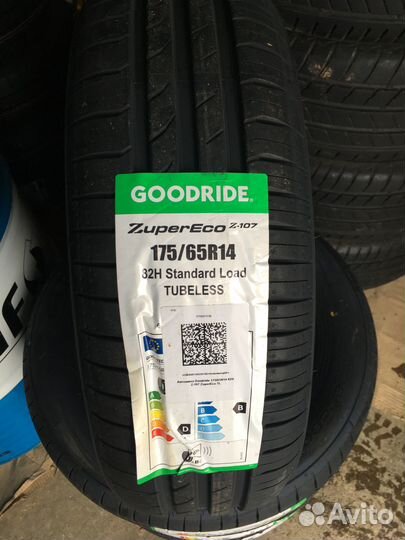 GOODRIDE
ZuperEco Z-107
175/65R14
82H Standard Load
TUBELESS
D
B
B
B
Avito